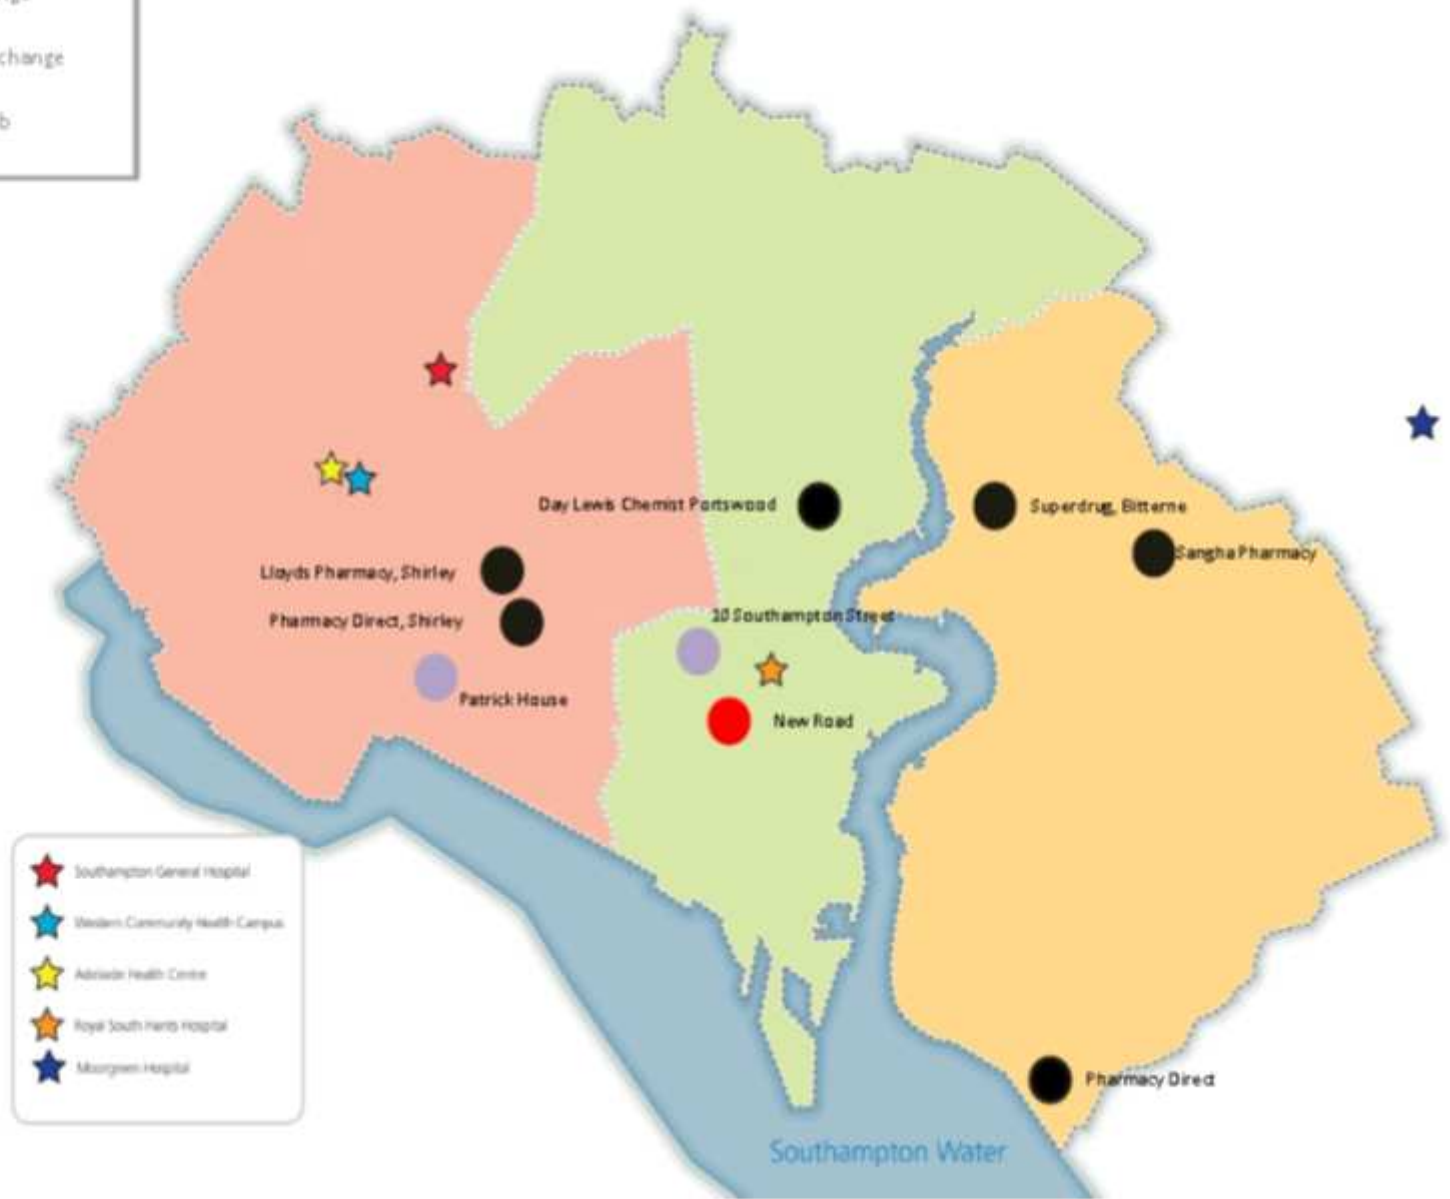 change
Day Lewis Chemist Portswood
Superdrug, Bitterne
Sangha Pharmacy
Lloyds Pharmacy, Shirley
Pharmacy Direct, Shirley
10 Southampton Street
Patrick House
New Road
Southampton General Hospital
Western Community Health Campus
Adelaide Health Centre
Royal South Hants Hospital
Moorgreen Hospital
Pharmacy Direct
Southampton Water